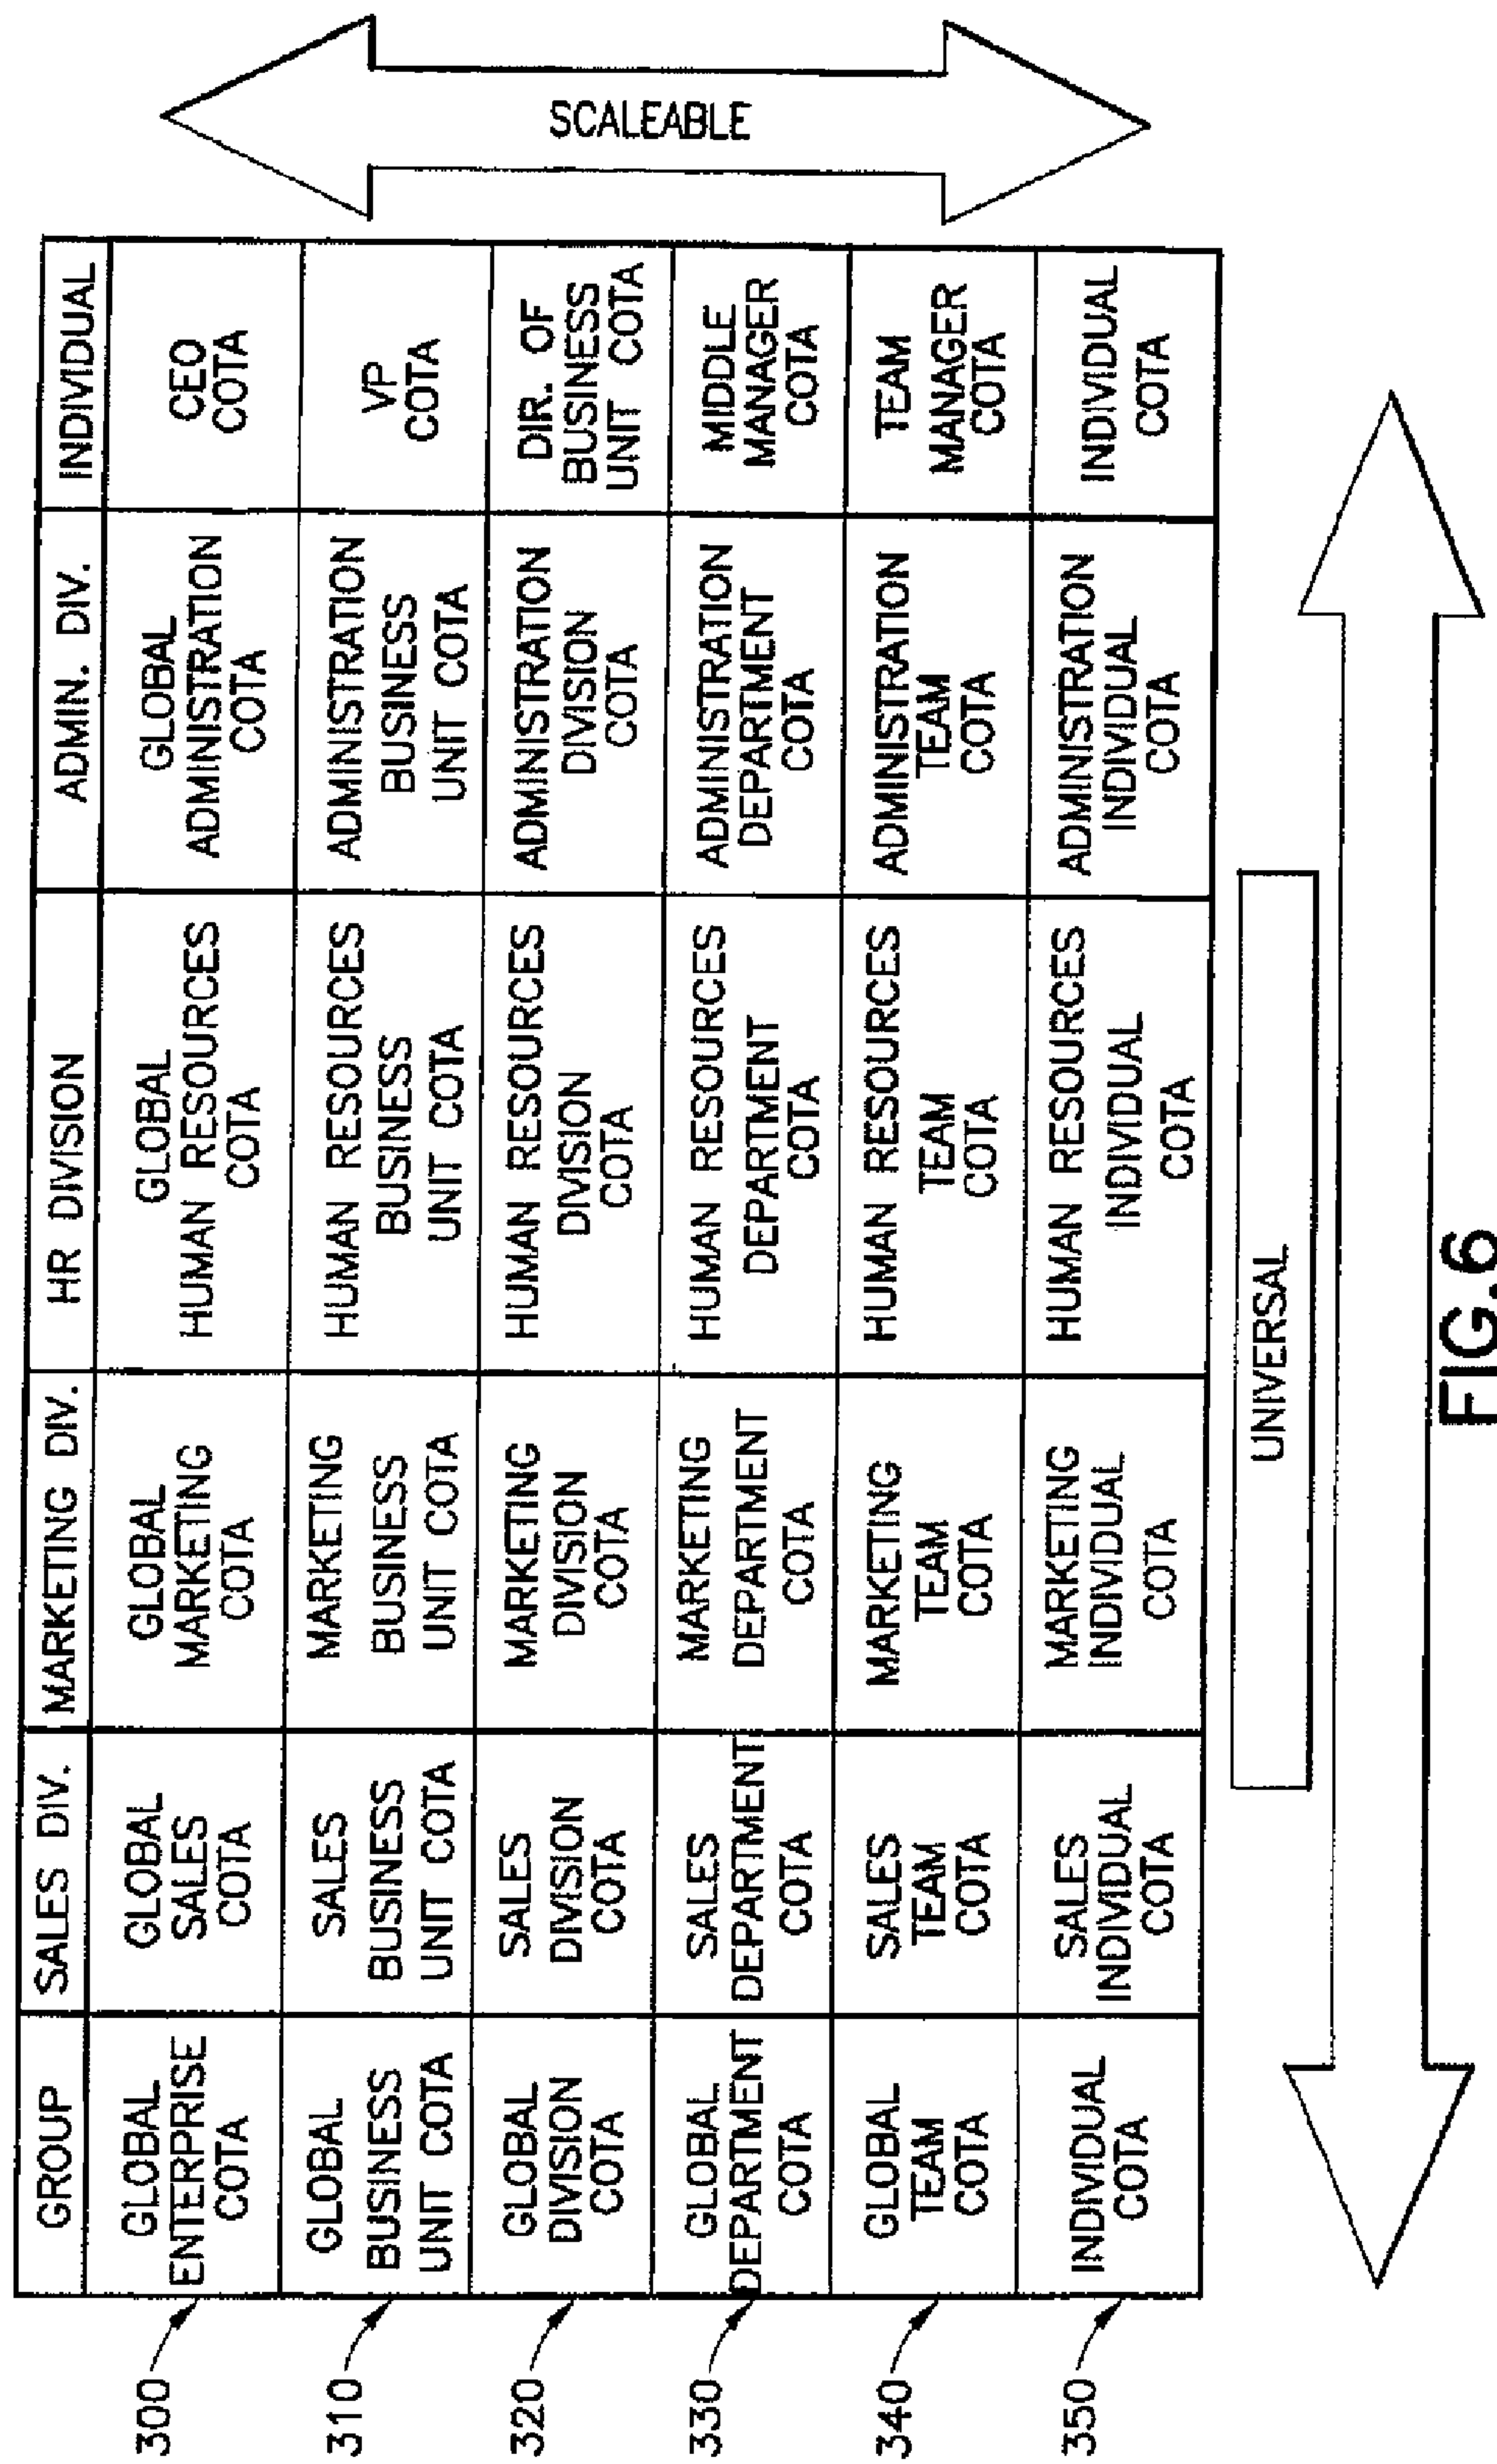 GROUP
SALES DIV.
MARKETING DIV.
HR DIVISION
ADMIN. DIV.
INDIVIDUAL
300
GLOBAL
ENTERPRISE
COTA
GLOBAL
SALES
COTA
GLOBAL
MARKETING
COTA
GLOBAL
HUMAN RESOURCES
COTA
GLOBAL
ADMINISTRATION
COTA
CEO
COTA
310
GLOBAL
BUSINESS
UNIT COTA
SALES
BUSINESS
UNIT COTA
MARKETING
BUSINESS
UNIT COTA
HUMAN RESOURCES
BUSINESS
UNIT COTA
ADMINISTRATION
BUSINESS
UNIT COTA
VP
COTA
320
GLOBAL
DIVISION
COTA
SALES
DIVISION
COTA
MARKETING
DIVISION
COTA
HUMAN RESOURCES
DIVISION
COTA
ADMINISTRATION
DIVISION
COTA
DIR. OF
BUSINESS
UNIT COTA
330
GLOBAL
DEPARTMENT
COTA
SALES
DEPARTMENT
COTA
MARKETING
DEPARTMENT
COTA
HUMAN RESOURCES
DEPARTMENT
COTA
ADMINISTRATION
DEPARTMENT
COTA
MIDDLE
MANAGER
COTA
340
GLOBAL
TEAM
COTA
SALES
TEAM
COTA
MARKETING
TEAM
COTA
HUMAN RESOURCES
TEAM
COTA
ADMINISTRATION
TEAM
COTA
TEAM
MANAGER
COTA
350
INDIVIDUAL
COTA
SALES
INDIVIDUAL
COTA
MARKETING
INDIVIDUAL
COTA
HUMAN RESOURCES
INDIVIDUAL
COTA
ADMINISTRATION
INDIVIDUAL
COTA
INDIVIDUAL
COTA
SCALEABLE
UNIVERSAL
FIG.6